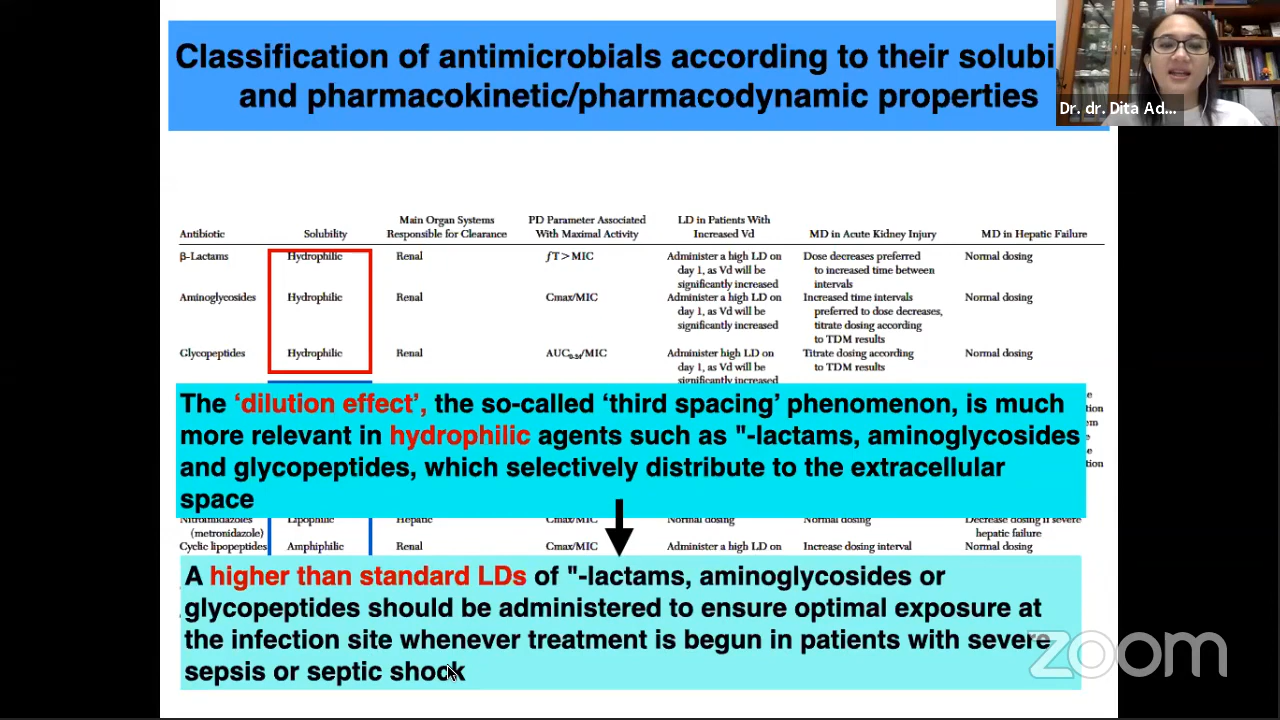 Classification of antimicrobials according to their solubi
and pharmacokinetic/pharmacodynamic properties
Dr. dr. Dita Ad...
Main Organ Systems PD Parameter Associated LD in Patients With
Antibiotic Solubility Responsible for Clearance With Maximal Activity Increased Vd MD in Acute Kidney Injury MD in Hepatic Failure
β-Lactams Hydrophilic Renal fT>MIC Administer a high LD on Dose decreases preferred Normal dosing
day 1, as Vd will be to increased time between
significantly increased intervals
Aminoglycosides Hydrophilic Renal Cmax/MIC Administer a high LD on Increased time intervals Normal dosing
day 1, as Vd will be preferred to dose decreases,
significantly increased titrate dosing according
to TDM results
Glycopeptides Hydrophilic Renal AUC0-24/MIC Administer high LD on Titrate dosing according Normal dosing
day 1, as Vd will be to TDM results
significantly increased
The 'dilution effect', the so-called 'third spacing' phenomenon, is much
more relevant in hydrophilic agents such as "-lactams, aminoglycosides
and glycopeptides, which selectively distribute to the extracellular
space
Nitroimidazoles Lipophilic Hepatic Cmax/MIC Normal dosing Normal dosing Decrease dosing if severe
(metronidazole) hepatic failure
Cyclic lipopeptides Amphiphilic Renal Cmax/MIC Administer a high LD on Increase dosing interval Normal dosing
A higher than standard LDs of "-lactams, aminoglycosides or
glycopeptides should be administered to ensure optimal exposure at
the infection site whenever treatment is begun in patients with severe
sepsis or septic shock
zoom